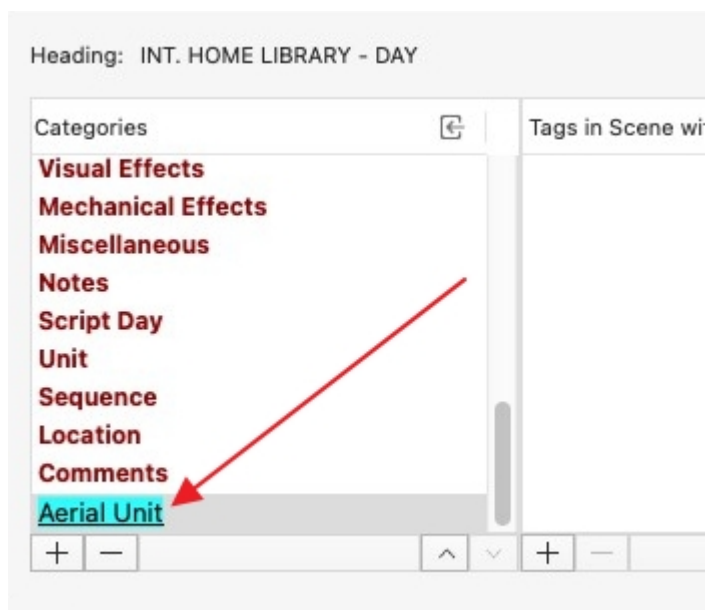 Heading: INT. HOME LIBRARY - DAY
Categories
Tags in Scene wi
Visual Effects
Mechanical Effects
Miscellaneous
Notes
Script Day
Unit
Sequence
Location
Comments
Aerial Unit